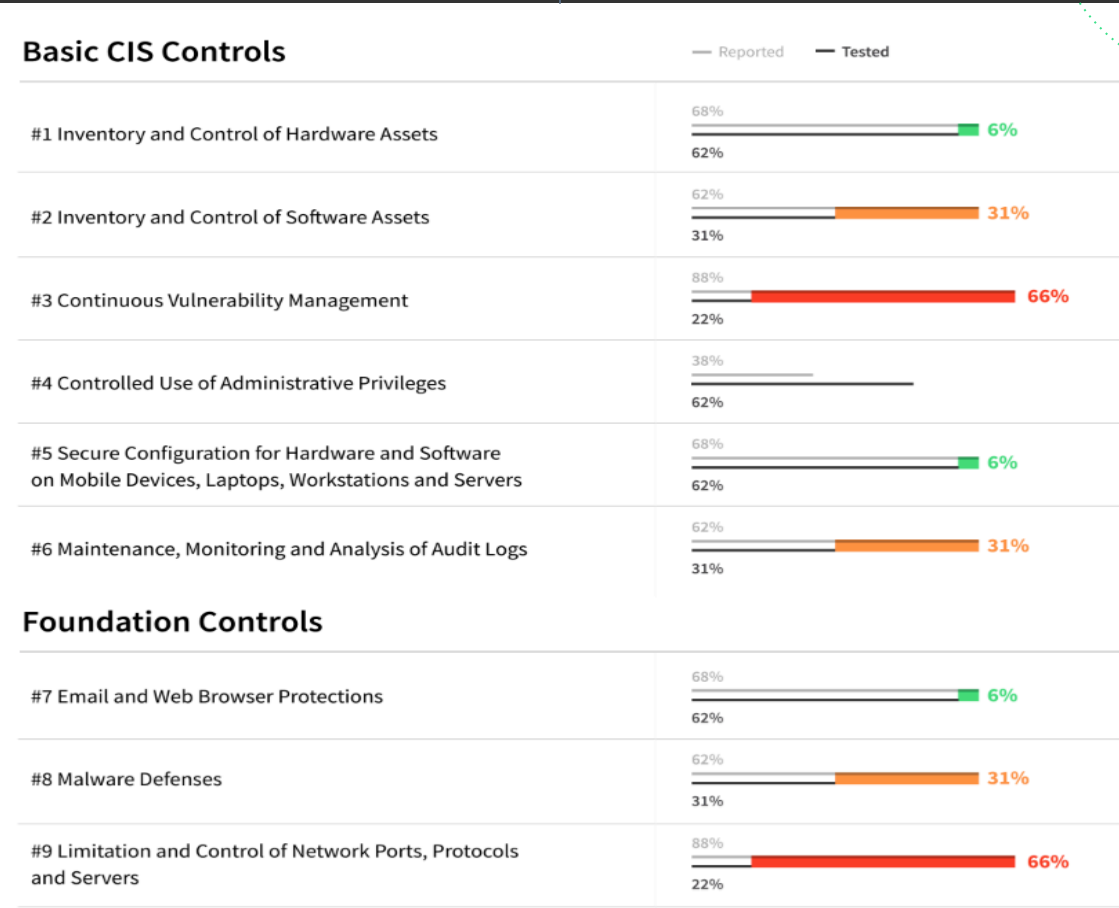 Basic CIS Controls
Reported
Tested
#1 Inventory and Control of Hardware Assets
68%
6%
62%
#2 Inventory and Control of Software Assets
62%
31%
31%
#3 Continuous Vulnerability Management
88%
66%
22%
#4 Controlled Use of Administrative Privileges
38%
62%
#5 Secure Configuration for Hardware and Software
on Mobile Devices, Laptops, Workstations and Servers
68%
6%
62%
#6 Maintenance, Monitoring and Analysis of Audit Logs
62%
31%
31%
Foundation Controls
#7 Email and Web Browser Protections
68%
6%
62%
#8 Malware Defenses
62%
31%
31%
#9 Limitation and Control of Network Ports, Protocols
and Servers
88%
66%
22%